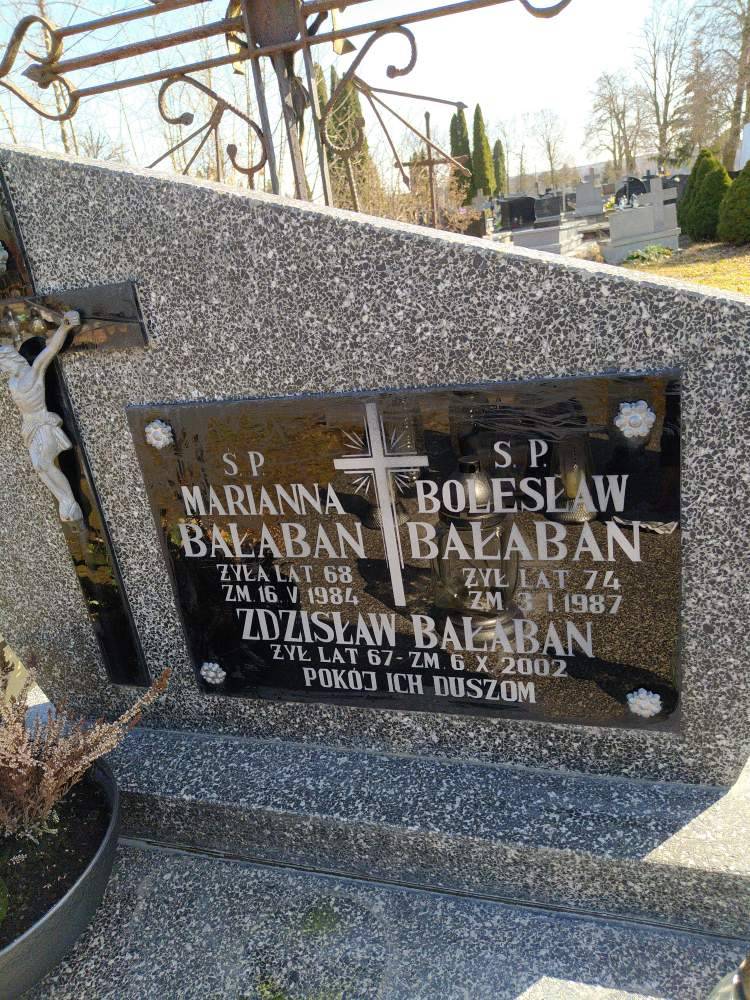 S P
MARIANNA
BAŁABAN
ŻYŁA LAT 68
ZM. 16. V 1984
S. P.
BOLESŁAW
BAŁABAN
ŻYŁ LAT 74
ZM 3 I 1987
ZDZISŁAW BAŁABAN
ŻYŁ LAT 67 - ZM 6 X 2002
POKÓJ ICH DUSZOM